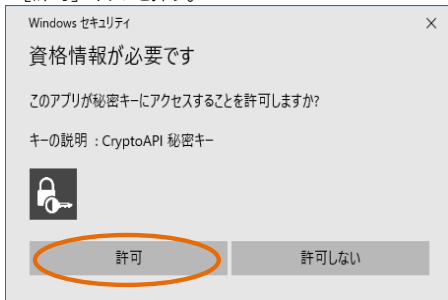 Windows セキュリティ
資格情報が必要です
このアプリが秘密キーにアクセスすることを許可しますか?
キーの説明 : CryptoAPI 秘密キー
許可
許可しない